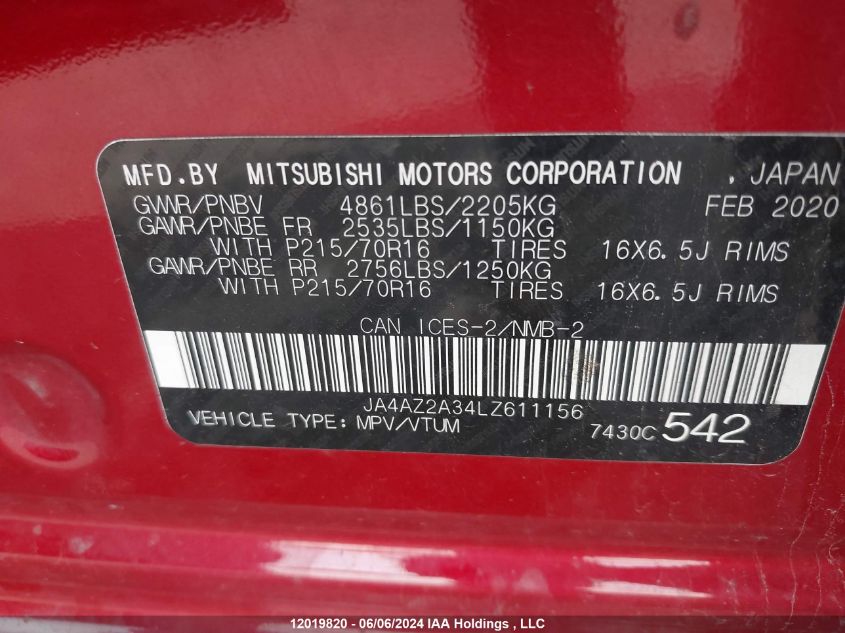 MFD.BY MITSUBISHI MOTORS CORPORATION , JAPAN
GVWR/PNBV 4861LBS/2205KG FEB 2020
GAWR/PNBE FR 2535LBS/1150KG
WITH P215/70R16 TIRES 16X6.5J RIMS
GAWR/PNBE RR 2756LBS/1250KG
WITH P215/70R16 TIRES 16X6.5J RIMS
CAN ICES-2/NMB-2
JA4AZ2A34LZ611156
VEHICLE TYPE: MPV/VTUM 7430C 542
12019820 - 06/06/2024 IAA Holdings , LLC